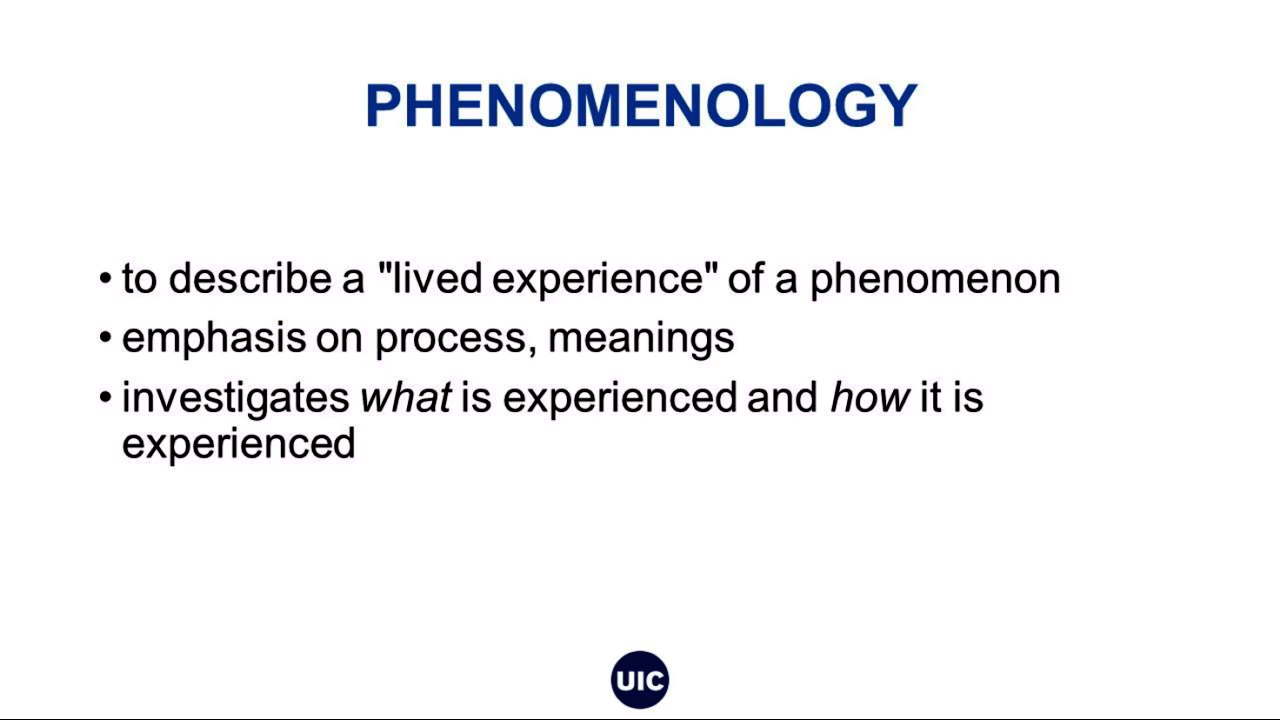 PHENOMENOLOGY
• to describe a "lived experience" of a phenomenon
• emphasis on process, meanings
• investigates what is experienced and how it is
experienced
UIC